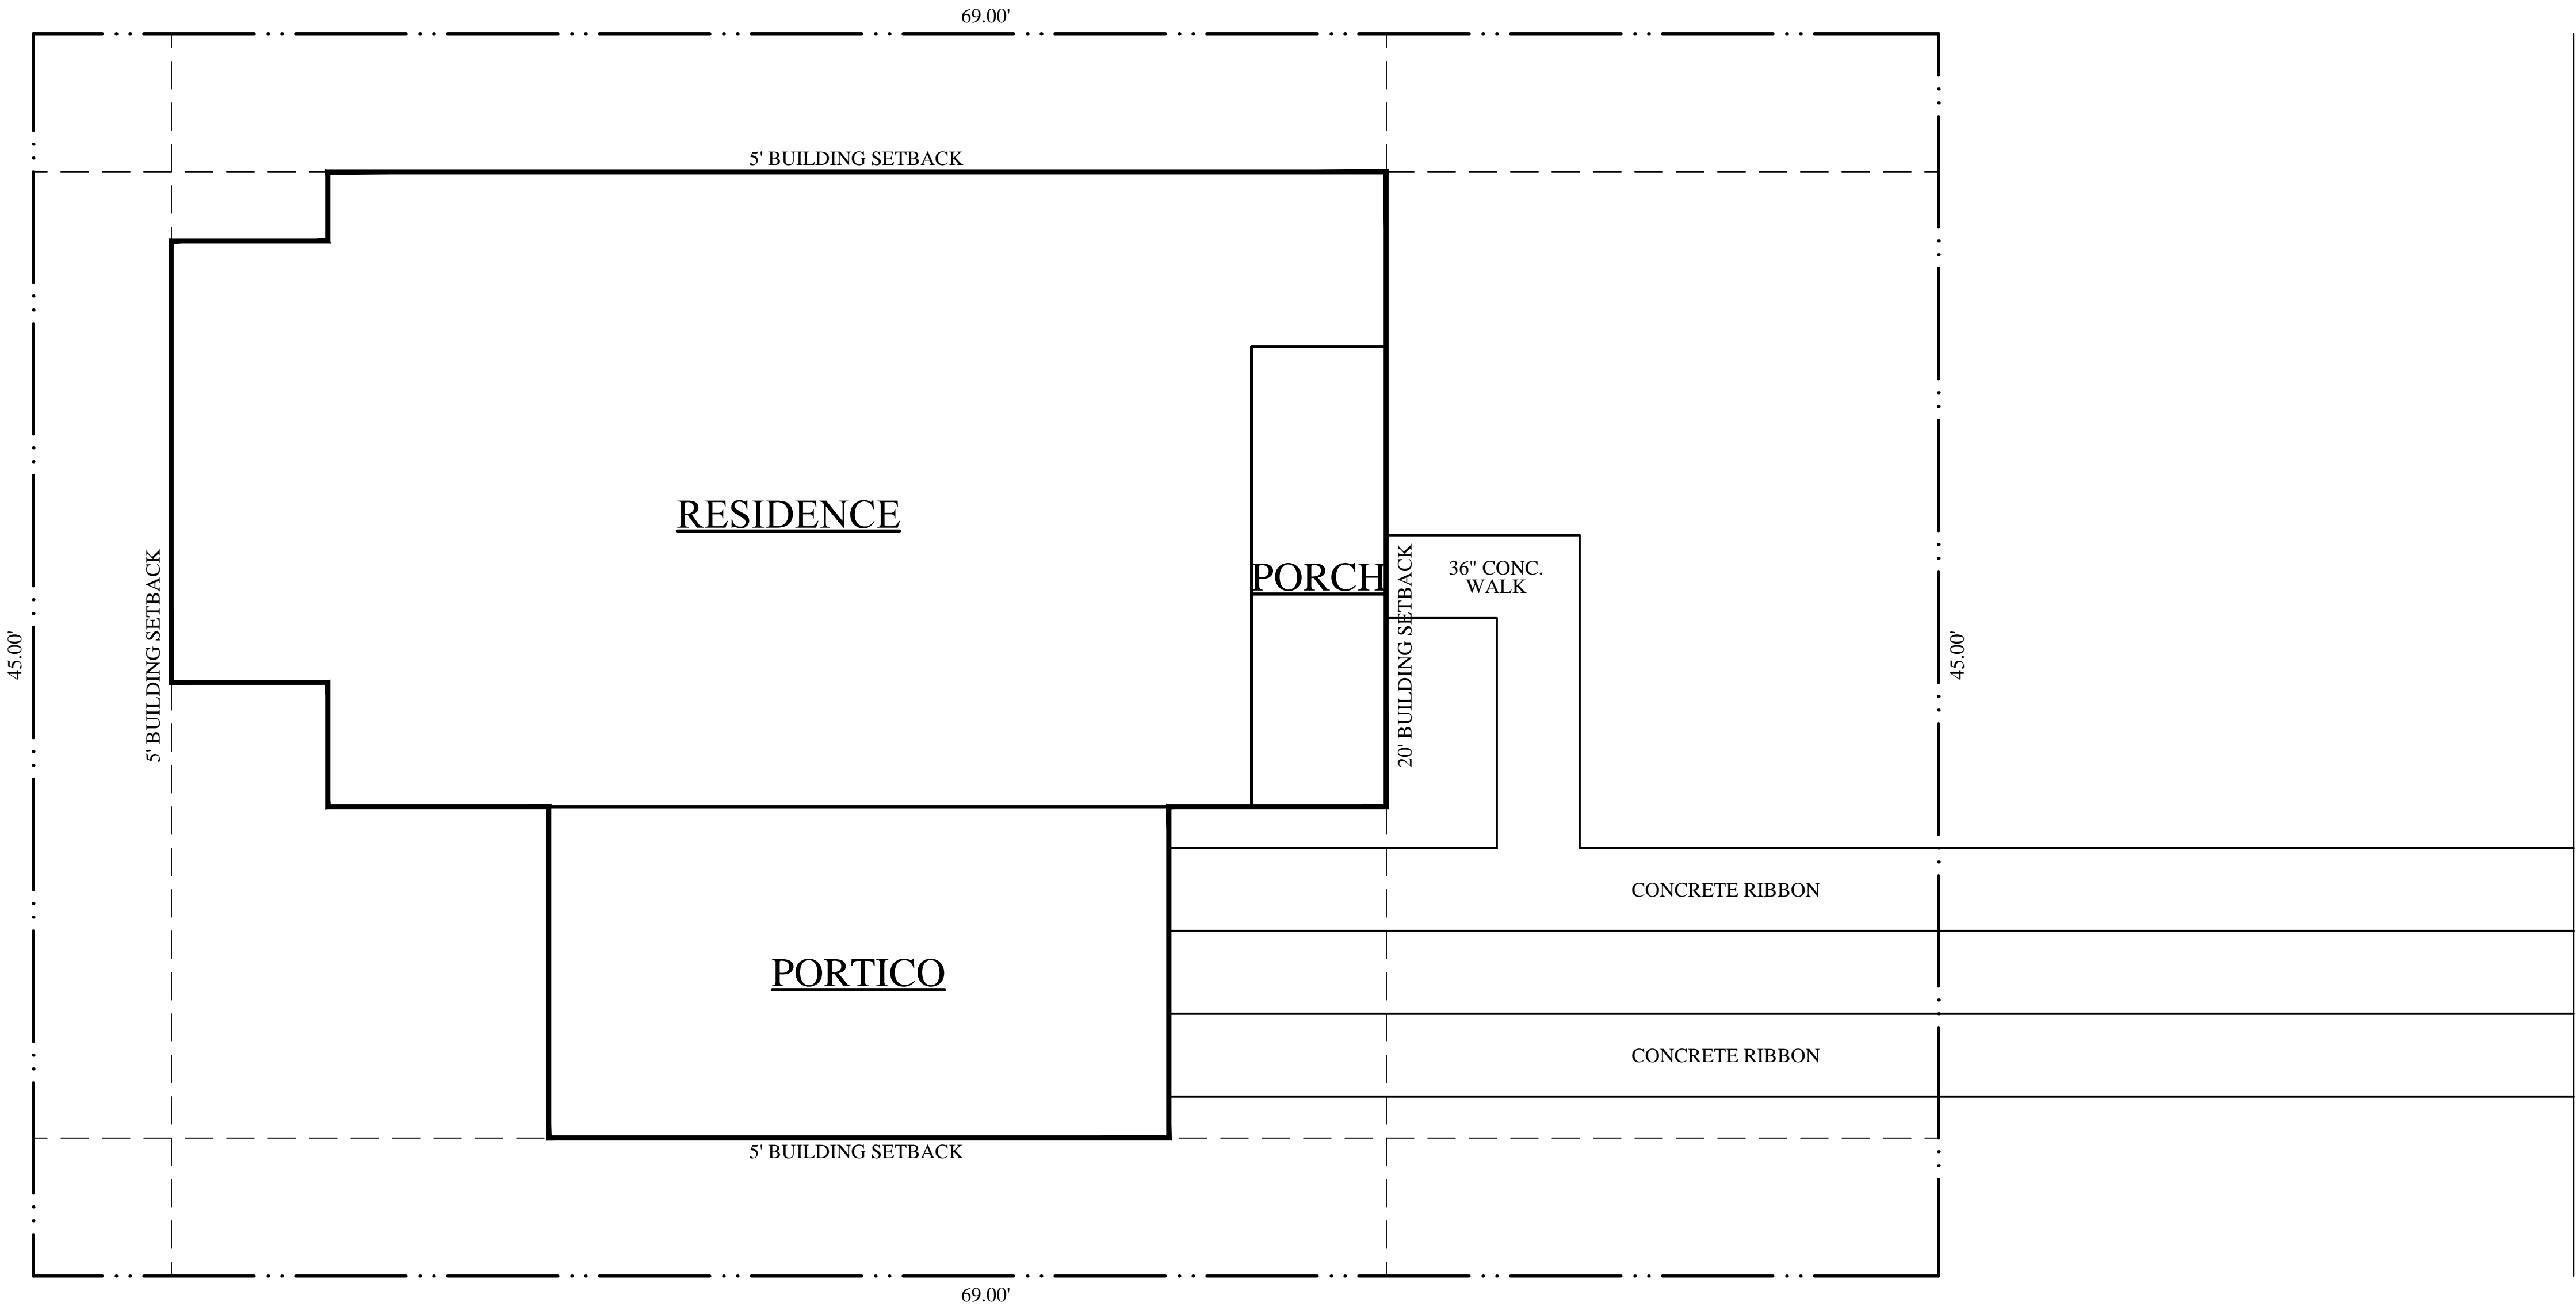 69.00'
5' BUILDING SETBACK
RESIDENCE
PORCH
36" CONC.
WALK
5' BUILDING SETBACK
20' BUILDING SETBACK
45.00'
45.00'
CONCRETE RIBBON
PORTICO
CONCRETE RIBBON
5' BUILDING SETBACK
69.00'